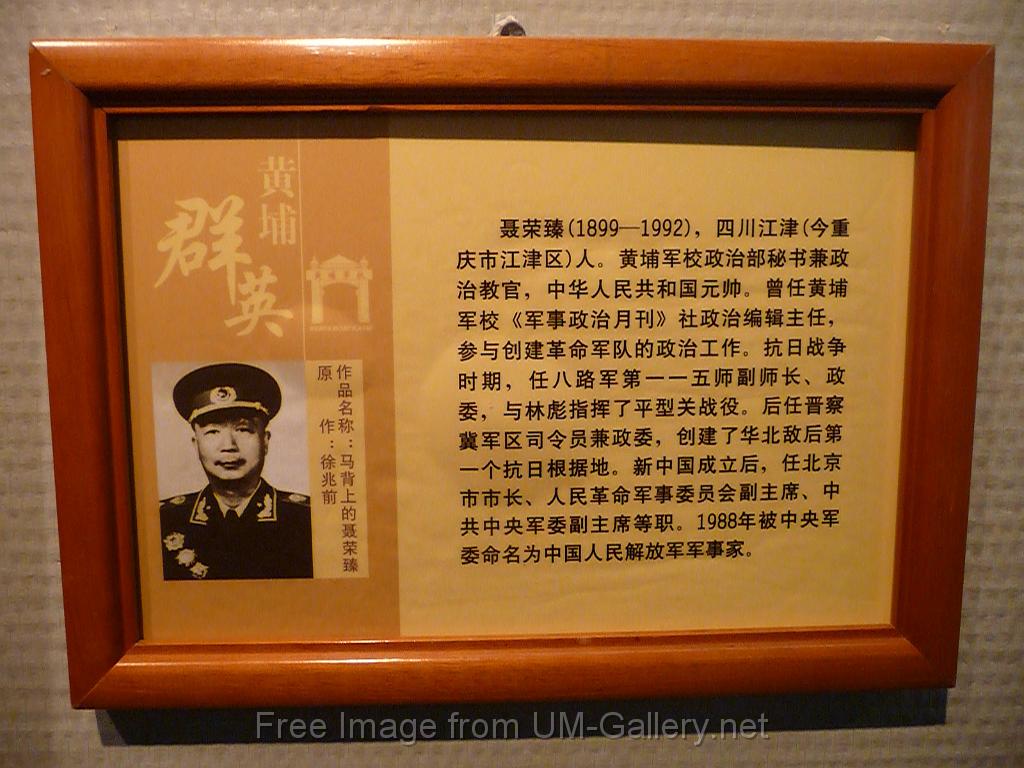 黄埔
群英
作品名称：马背上的聂荣臻
原　　作：徐兆前
聂荣臻(1899—1992)，四川江津(今重
庆市江津区)人。黄埔军校政治部秘书兼政
治教官，中华人民共和国元帅。曾任黄埔
军校《军事政治月刊》社政治编辑主任，
参与创建革命军队的政治工作。抗日战争
时期，任八路军第一一五师副师长、政
委，与林彪指挥了平型关战役。后任晋察
冀军区司令员兼政委，创建了华北敌后第
一个抗日根据地。新中国成立后，任北京
市市长、人民革命军事委员会副主席、中
共中央军委副主席等职。1988年被中央军
委命名为中国人民解放军军事家。
Free Image from UM-Gallery.net